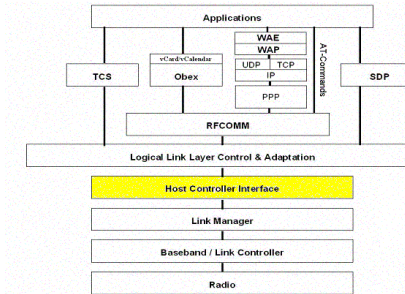 Applications
WAE
WAP
AT-Commands
vCard/vCalendar
UDP TCP
TCS
Obex
IP
SDP
PPP
RFCOMM
Logical Link Layer Control & Adaptation
Host Controller Interface
Link Manager
Baseband / Link Controller
Radio